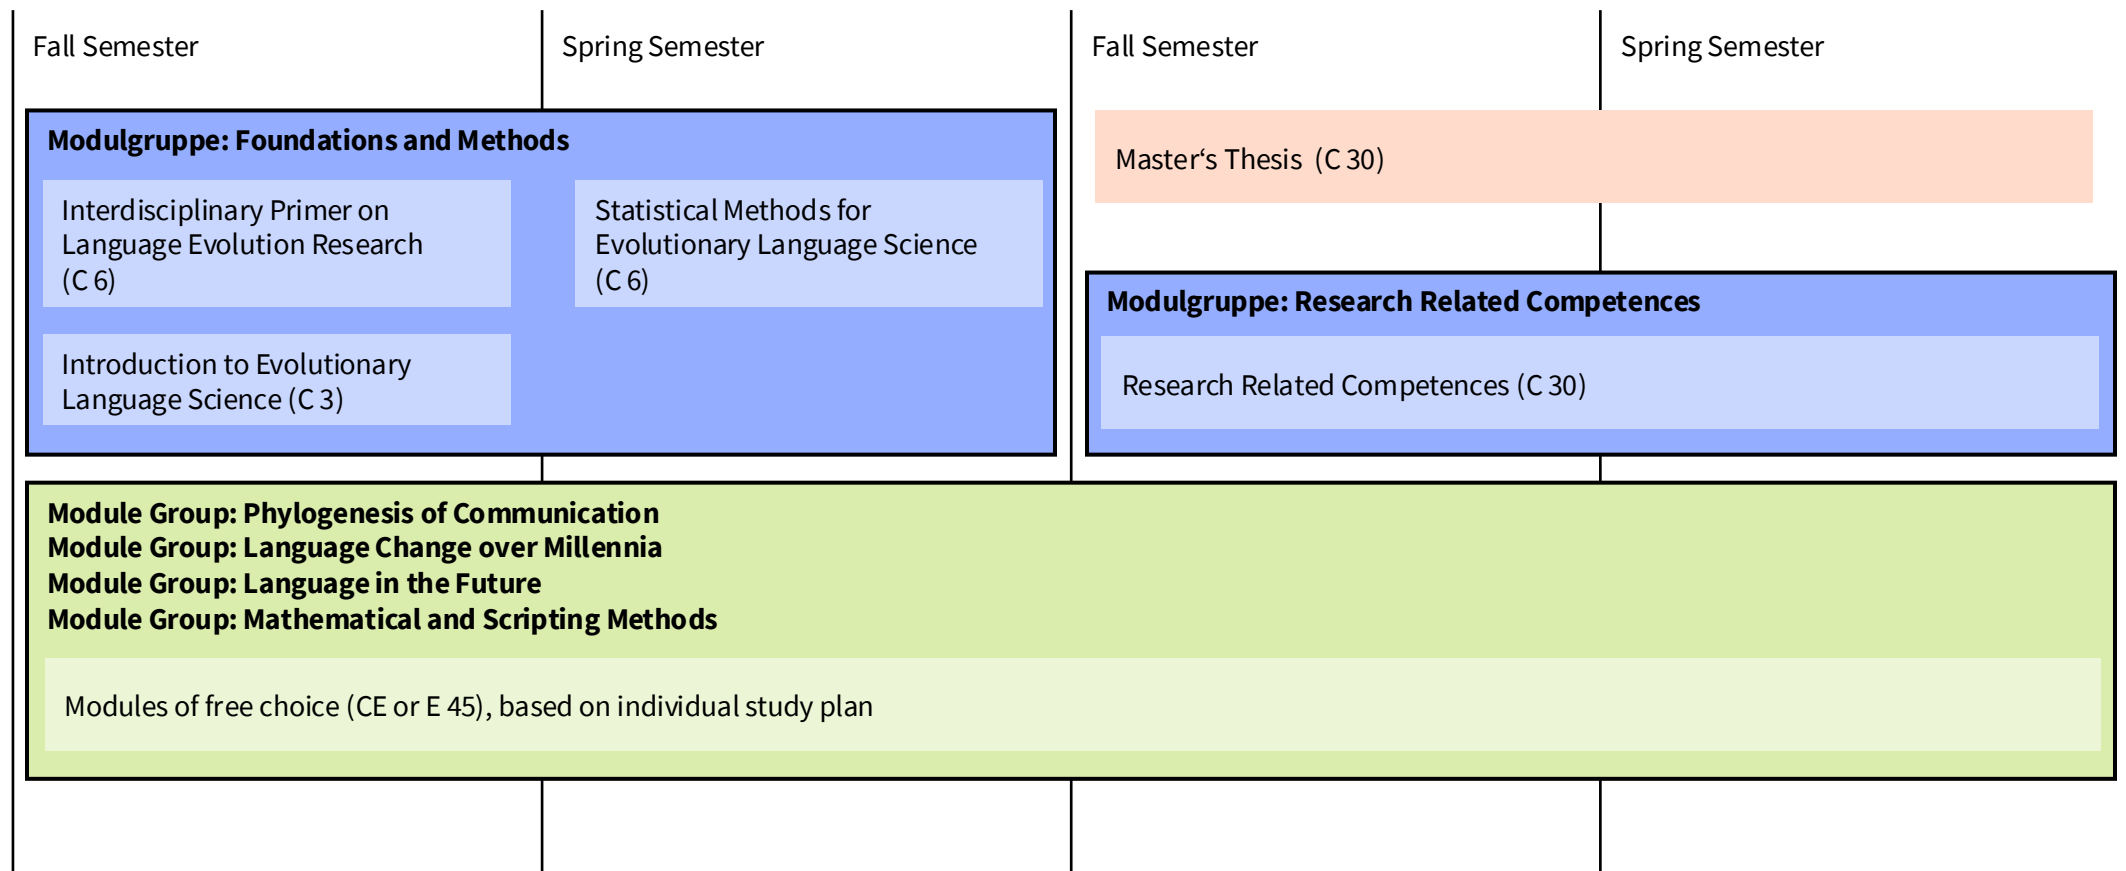 Fall Semester
Spring Semester
Fall Semester
Spring Semester
Modulgruppe: Foundations and Methods
Interdisciplinary Primer on
Language Evolution Research
(C 6)
Statistical Methods for
Evolutionary Language Science
(C 6)
Introduction to Evolutionary
Language Science (C 3)
Master‘s Thesis (C 30)
Modulgruppe: Research Related Competences
Research Related Competences (C 30)
Module Group: Phylogenesis of Communication
Module Group: Language Change over Millennia
Module Group: Language in the Future
Module Group: Mathematical and Scripting Methods
Modules of free choice (CE or E 45), based on individual study plan